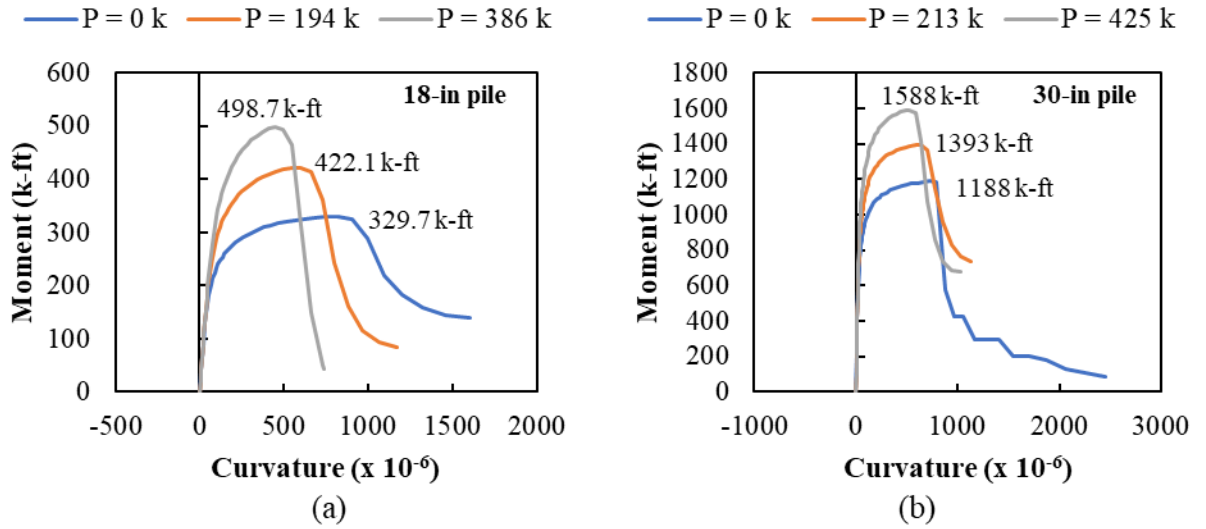 P = 0 k P = 194 k P = 386 k
18-in pile
600
500
400
300
200
100
0
Moment (k-ft)
498.7 k-ft
422.1 k-ft
329.7 k-ft
-500 0 500 1000 1500 2000
Curvature (x 10⁻⁶)
(a)
P = 0 k P = 213 k P = 425 k
30-in pile
1800
1600
1400
1200
1000
800
600
400
200
0
Moment (k-ft)
1588 k-ft
1393 k-ft
1188 k-ft
-1000 0 1000 2000 3000
Curvature (x 10⁻⁶)
(b)